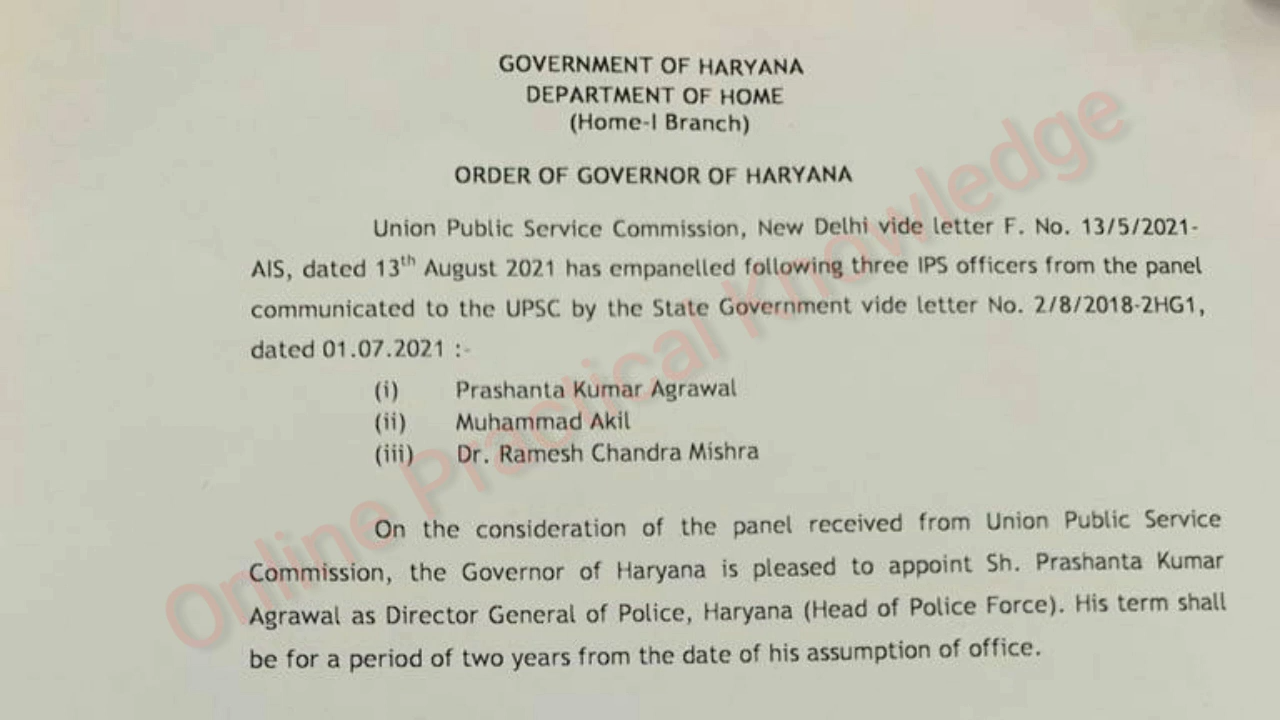 GOVERNMENT OF HARYANA
DEPARTMENT OF HOME
(Home-I Branch)
ORDER OF GOVERNOR OF HARYANA
Union Public Service Commission, New Delhi vide letter F. No. 13/5/2021-
AIS, dated 13th August 2021 has empanelled following three IPS officers from the panel
communicated to the UPSC by the State Government vide letter No. 2/8/2018-2HG1,
dated 01.07.2021 :-
(i) Prashanta Kumar Agrawal
(ii) Muhammad Akil
(iii) Dr. Ramesh Chandra Mishra
On the consideration of the panel received from Union Public Service
Commission, the Governor of Haryana is pleased to appoint Sh. Prashanta Kumar
Agrawal as Director General of Police, Haryana (Head of Police Force). His term shall
be for a period of two years from the date of his assumption of office.
Online Practical Knowledge